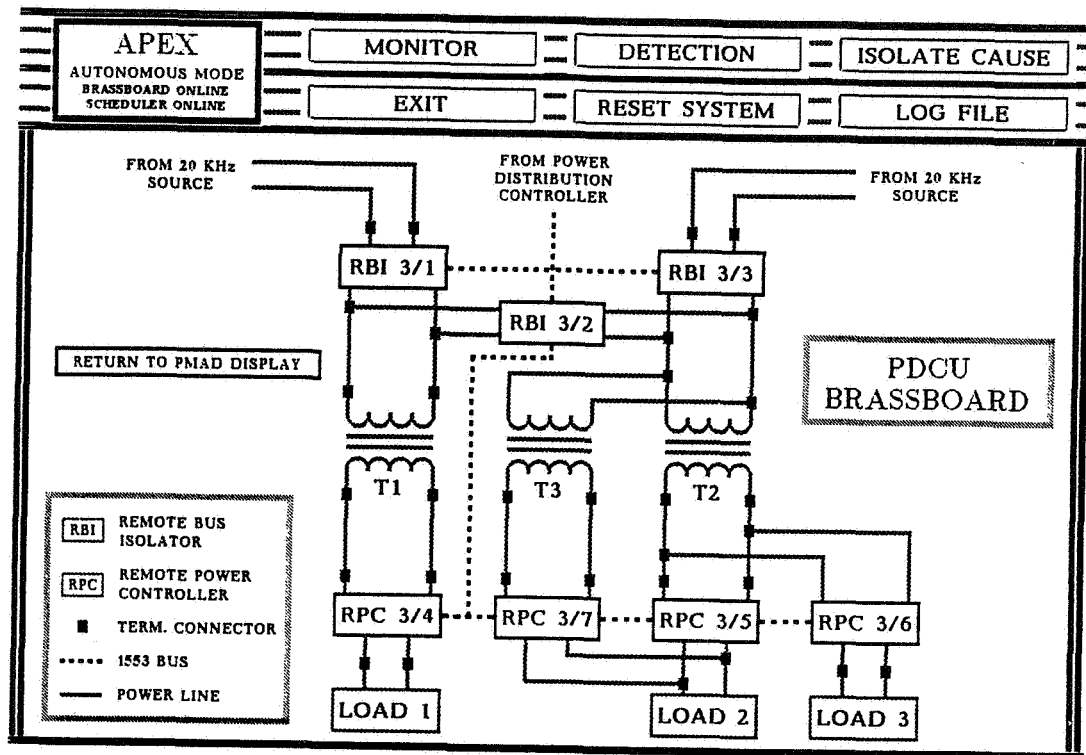 APEX
AUTONOMOUS MODE
BRASSBOARD ONLINE
SCHEDULER ONLINE
MONITOR
DETECTION
ISOLATE CAUSE
EXIT
RESET SYSTEM
LOG FILE
FROM 20 KHz
SOURCE
FROM POWER
DISTRIBUTION
CONTROLLER
FROM 20 KHz
SOURCE
RBI 3/1
RBI 3/3
RBI 3/2
RETURN TO PMAD DISPLAY
PDCU
BRASSBOARD
T1
T3
T2
RBI
REMOTE BUS
ISOLATOR
RPC
REMOTE POWER
CONTROLLER
TERM. CONNECTOR
1553 BUS
POWER LINE
RPC 3/4
RPC 3/7
RPC 3/5
RPC 3/6
LOAD 1
LOAD 2
LOAD 3